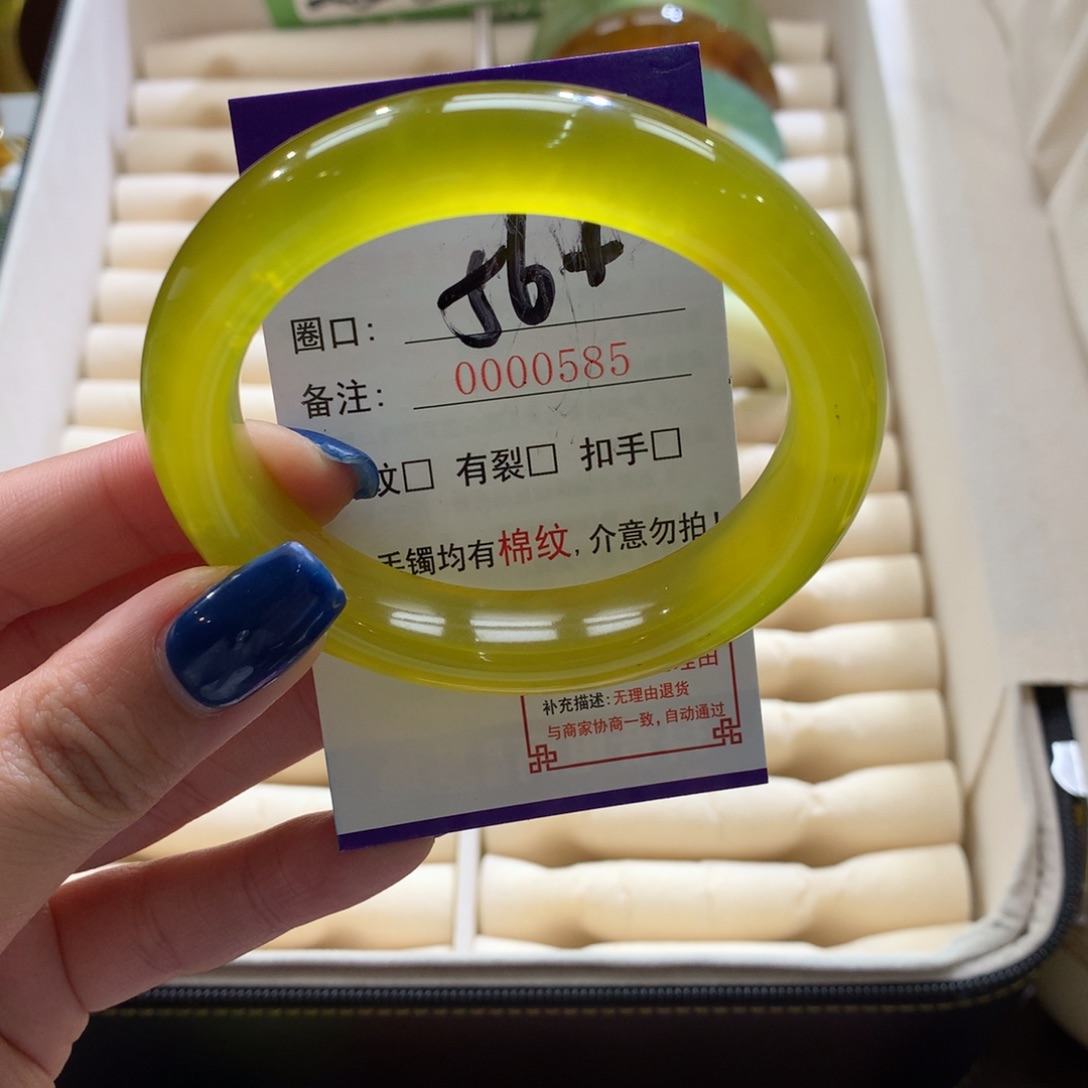 圈口: 56+
备注: 0000585
纹□ 有裂□ 扣手□
手镯均有棉纹, 介意勿拍!
理由
补充描述: 无理由退货
与商家协商一致, 自动通过